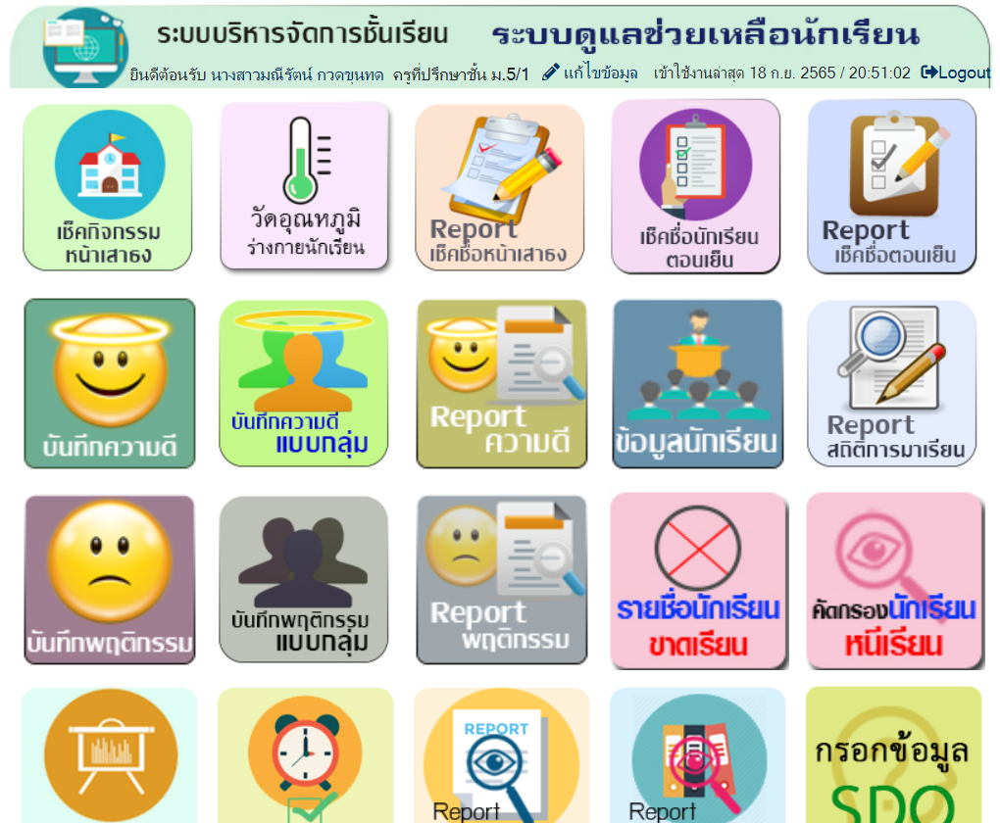 ระบบบริหารจัดการชั้นเรียน ระบบดูแลช่วยเหลือนักเรียน
ยินดีต้อนรับ นางสาวมณีรัตน์ กวดขุนทด ครูที่ปรึกษาชั้น ม.5/1 แก้ไขข้อมูล เข้าใช้งานล่าสุด 18 ก.ย. 2565 / 20:51:02 Logout
เช็คกิจกรรม
หน้าเสาธง
วัดอุณหภูมิ
ร่างกายนักเรียน
Report
เช็คชื่อหน้าเสาธง
เช็คชื่อนักเรียน
ตอนเย็น
Report
เช็คชื่อตอนเย็น
บันทึกความดี
บันทึกความดี
แบบกลุ่ม
Report
ความดี
ข้อมูลนักเรียน
Report
สถิติการมาเรียน
บันทึกพฤติกรรม
บันทึกพฤติกรรม
แบบกลุ่ม
Report
พฤติกรรม
รายชื่อนักเรียน
ขาดเรียน
คัดกรองนักเรียน
หนีเรียน
REPORT
Report
Report
กรอกข้อมูล
SDQ